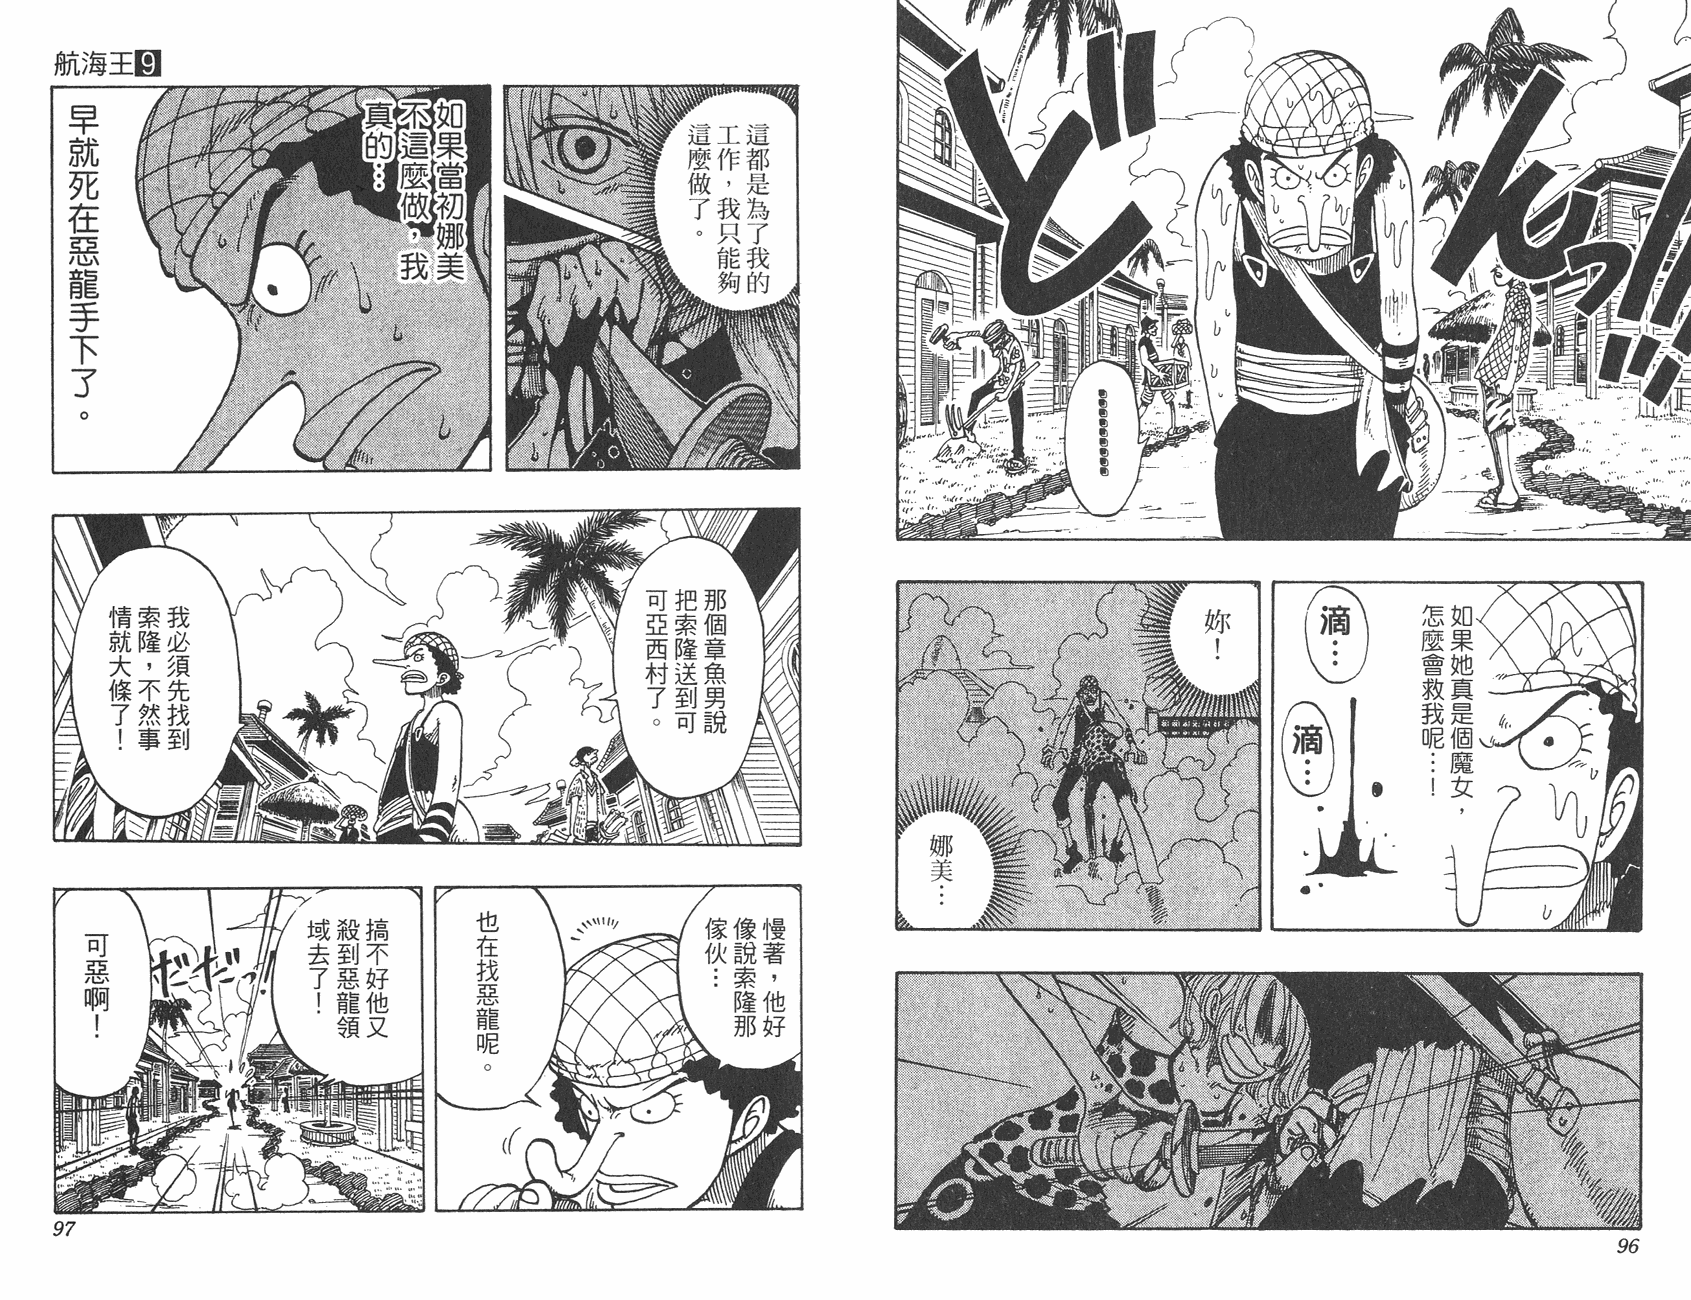 どんっ!!!
………
如果她真是個魔女，
怎麼會救我呢…！
滴…
滴…
妳！
娜美…
96
航海王9
這都是為了我的
工作，我只能夠
這麼做了。
如果當初娜美
不這麼做，我
真的…
早就死在惡龍手下了。
那個章魚男說
把索隆送到可
可亞西村了。
我必須先找到
索隆，不然事
情就大條了！
慢著，他好
像說索隆那
傢伙…
也在找惡龍呢。
搞不好他又
殺到惡龍領
域去了！
だだっ！
可惡啊！
97